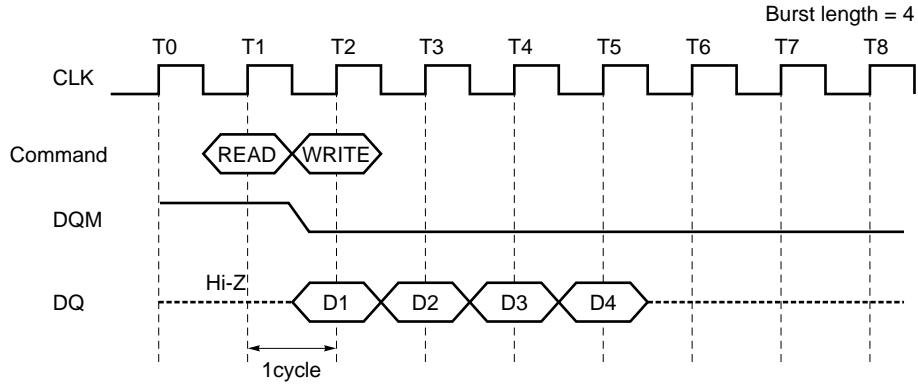 Burst length = 4
T0 T1 T2 T3 T4 T5 T6 T7 T8
CLK
Command READ WRITE
DQM
Hi-Z
DQ D1 D2 D3 D4
1cycle